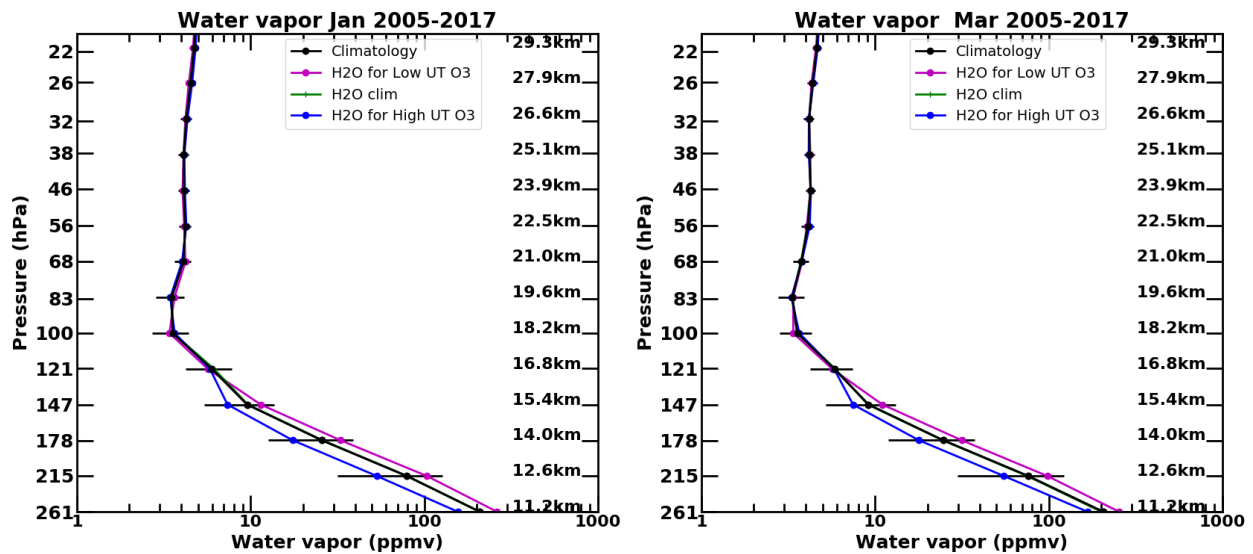 Water vapor Jan 2005-2017
Climatology
H2O for Low UT O3
H2O clim
H2O for High UT O3
22
26
32
38
46
56
68
83
100
121
147
178
215
261
29.3km
27.9km
26.6km
25.1km
23.9km
22.5km
21.0km
19.6km
18.2km
16.8km
15.4km
14.0km
12.6km
11.2km
Pressure (hPa)
1
10
100
1000
Water vapor (ppmv)
Water vapor  Mar 2005-2017
Climatology
H2O for Low UT O3
H2O clim
H2O for High UT O3
22
26
32
38
46
56
68
83
100
121
147
178
215
261
29.3km
27.9km
26.6km
25.1km
23.9km
22.5km
21.0km
19.6km
18.2km
16.8km
15.4km
14.0km
12.6km
11.2km
Pressure (hPa)
1
10
100
1000
Water vapor (ppmv)